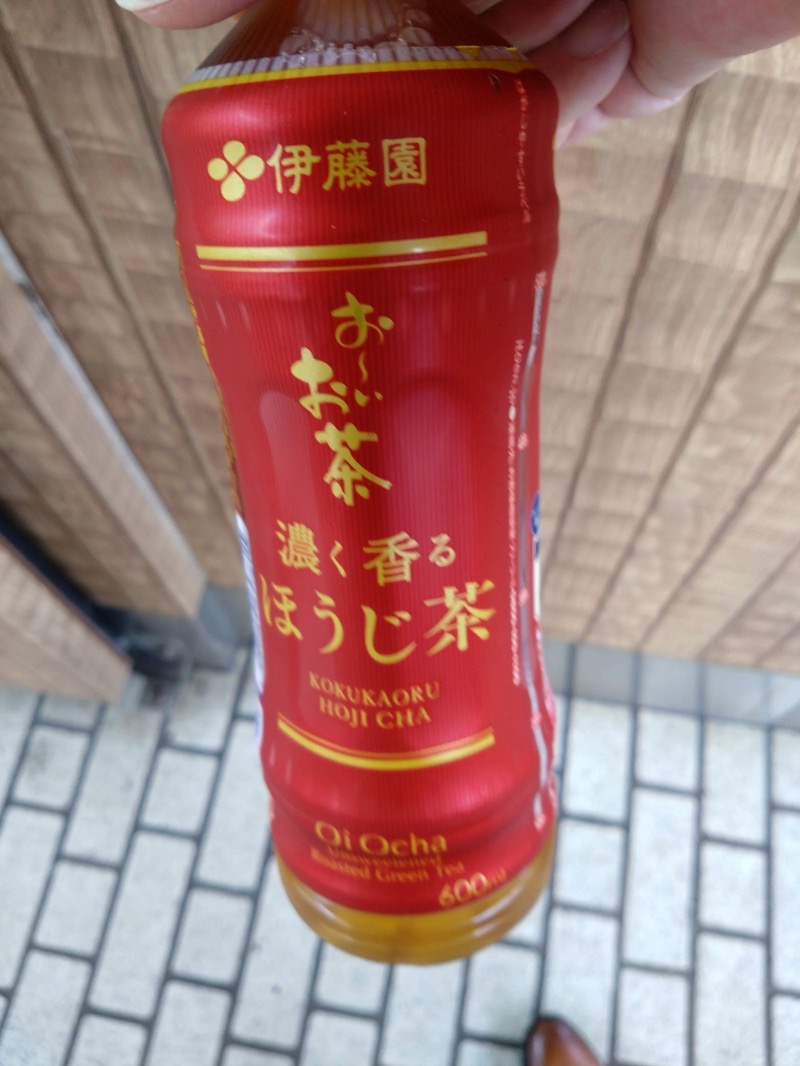 伊藤園
お～い
お茶
濃く香る
ほうじ茶
KOKUKAORU
HOJI CHA
Oi Ocha
Unsweetened
Roasted Green Tea
600ml